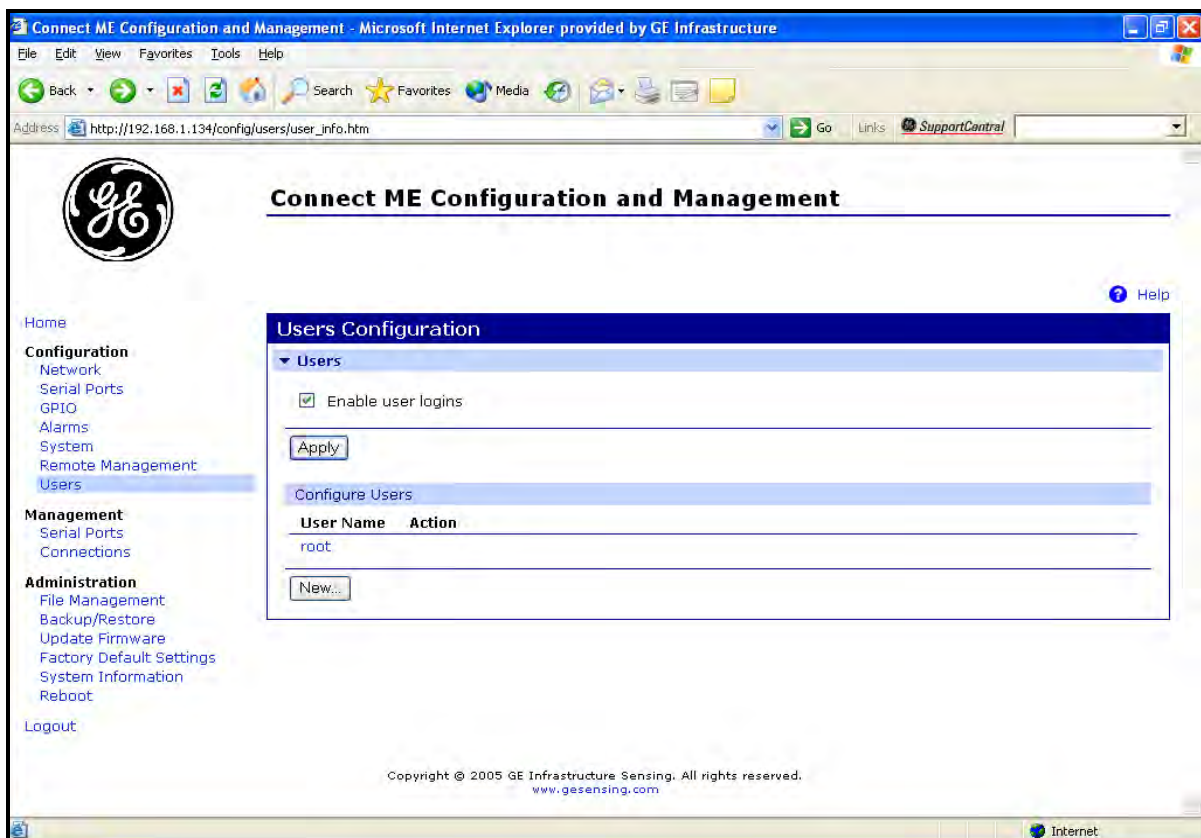 Connect ME Configuration and Management - Microsoft Internet Explorer provided by GE Infrastructure
File Edit View Favorites Tools Help
Back Search Favorites Media
Address http://192.168.1.134/config/users/user_info.htm Go Links SupportCentral
GE
Connect ME Configuration and Management
? Help
Home
Configuration
Network
Serial Ports
GPIO
Alarms
System
Remote Management
Users
Management
Serial Ports
Connections
Administration
File Management
Backup/Restore
Update Firmware
Factory Default Settings
System Information
Reboot
Logout
Users Configuration
Users
Enable user logins
Apply
Configure Users
User Name Action
root
New...
Copyright © 2005 GE Infrastructure Sensing. All rights reserved.
www.gesensing.com
Internet